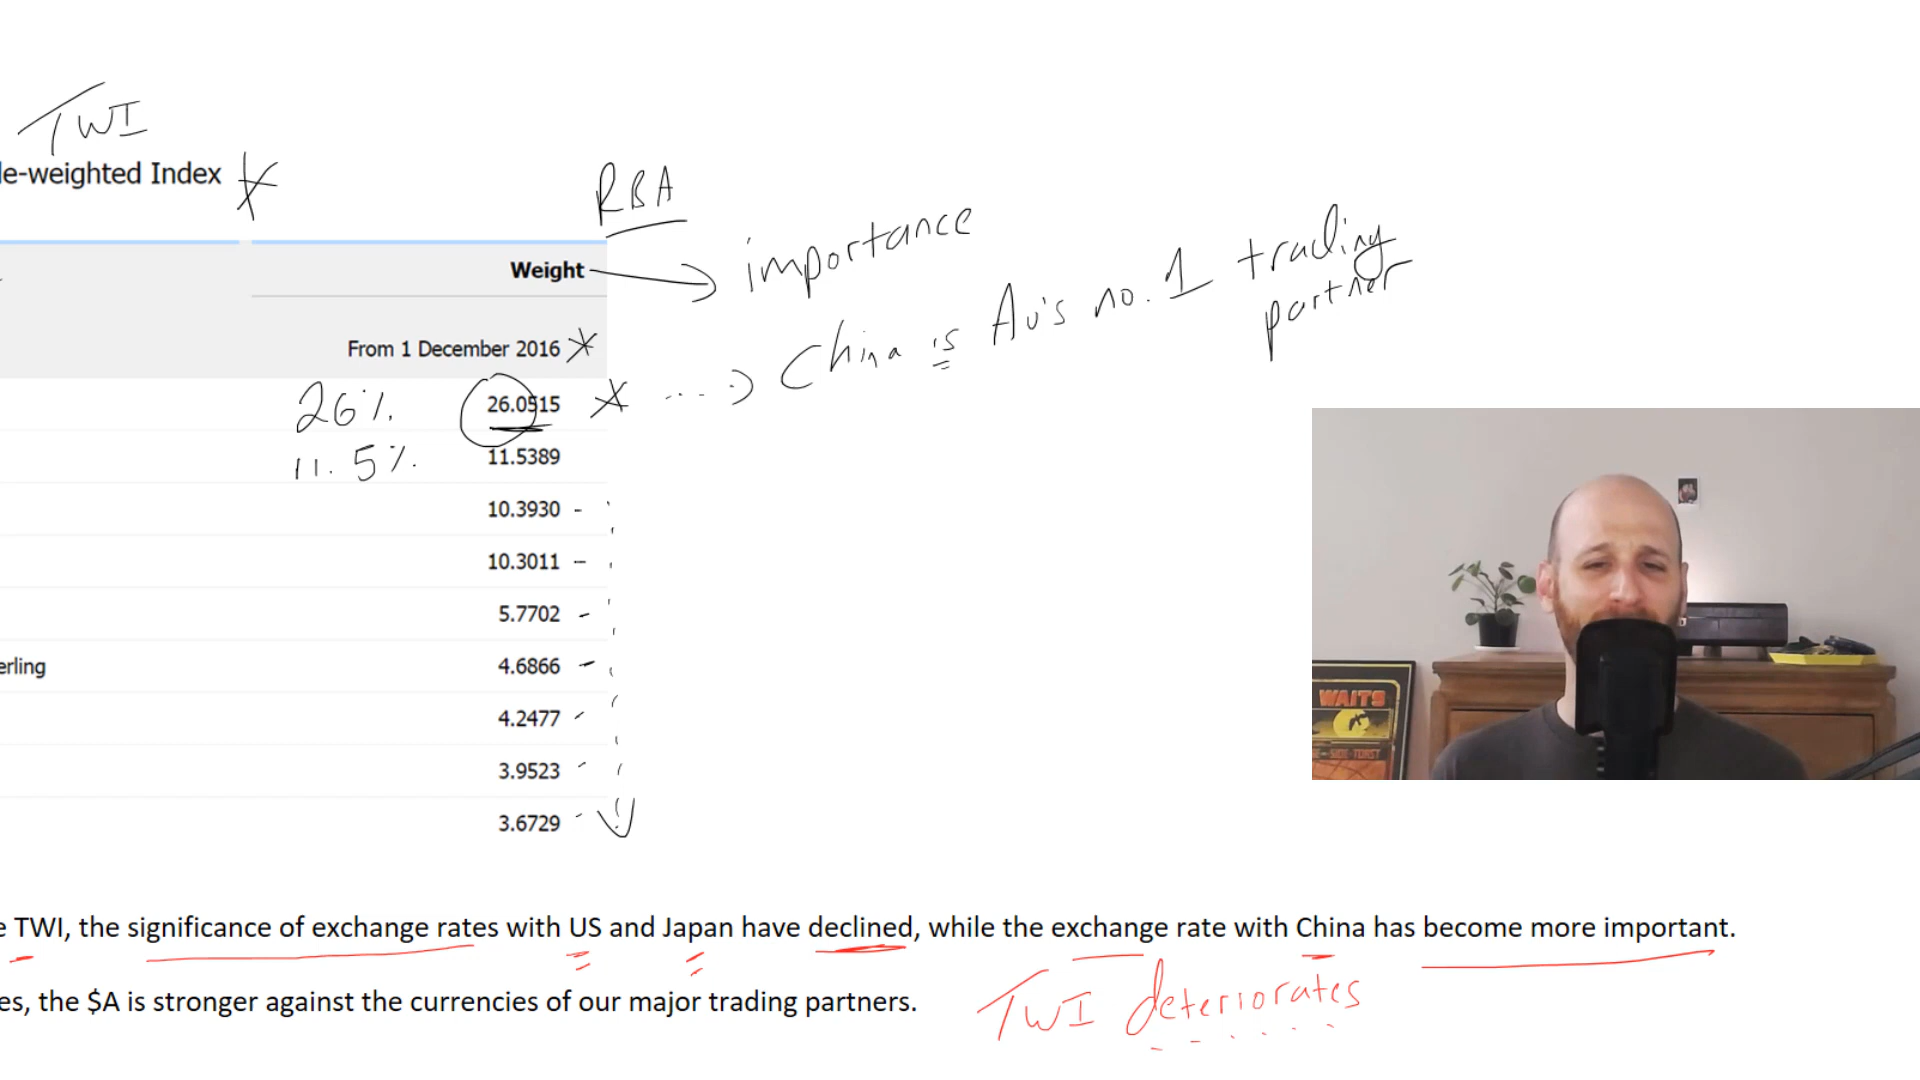 TWI
le-weighted Index
RBA
Weight
importance
From 1 December 2016
China is Au's no. 1 trading
partner
26%
26.0515
11.5%
11.5389
10.3930
10.3011
5.7702
erling
4.6866
4.2477
3.9523
3.6729
WAITS
e TWI, the significance of exchange rates with US and Japan have declined, while the exchange rate with China has become more important.
es, the $A is stronger against the currencies of our major trading partners.
TWI deteriorates